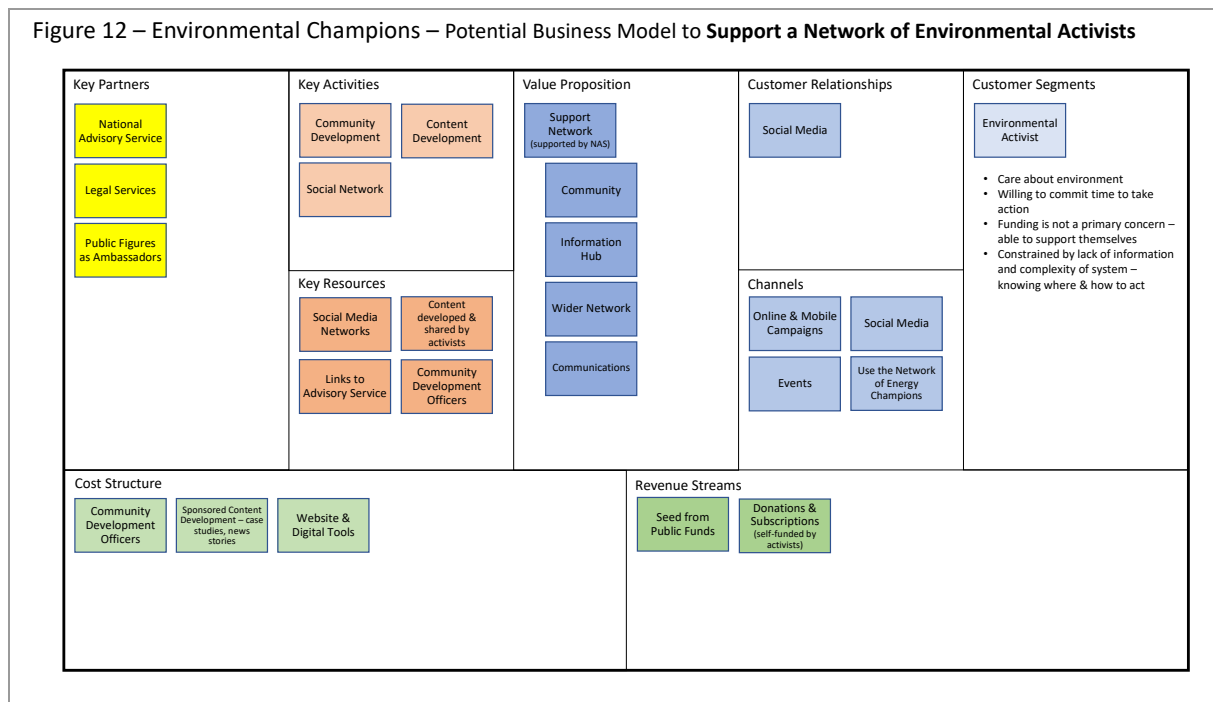 Figure 12 – Environmental Champions – Potential Business Model to Support a Network of Environmental Activists
Key Partners
National
Advisory Service
Legal Services
Public Figures
as Ambassadors
Key Activities
Community
Development
Content
Development
Social Network
Key Resources
Social Media
Networks
Content
developed &
shared by
activists
Links to
Advisory Service
Community
Development
Officers
Value Proposition
Support
Network
(supported by NAS)
Community
Information
Hub
Wider Network
Communications
Customer Relationships
Social Media
Channels
Online & Mobile
Campaigns
Social Media
Events
Use the Network
of Energy
Champions
Customer Segments
Environmental
Activist
• Care about environment
• Willing to commit time to take
action
• Funding is not a primary concern –
able to support themselves
• Constrained by lack of information
and complexity of system –
knowing where & how to act
Cost Structure
Community
Development
Officers
Sponsored Content
Development – case
studies, news
stories
Website &
Digital Tools
Revenue Streams
Seed from
Public Funds
Donations &
Subscriptions
(self-funded by
activists)